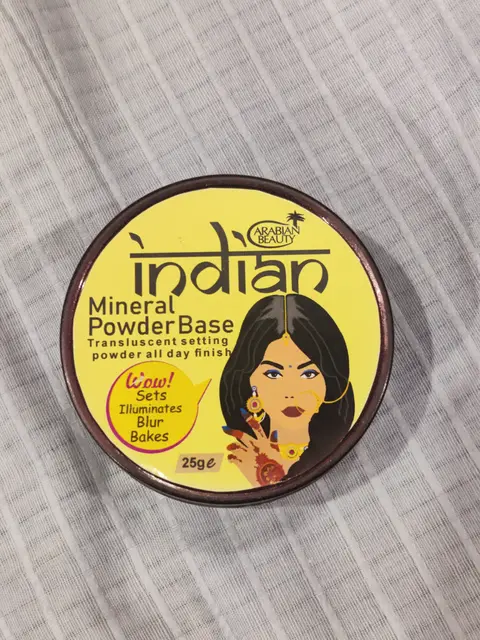 ARABIAN
BEAUTY
indian
Mineral
Powder Base
Transluscent setting
powder all day finish
Wow!
Sets
Illuminates
Blur
Bakes
25g e